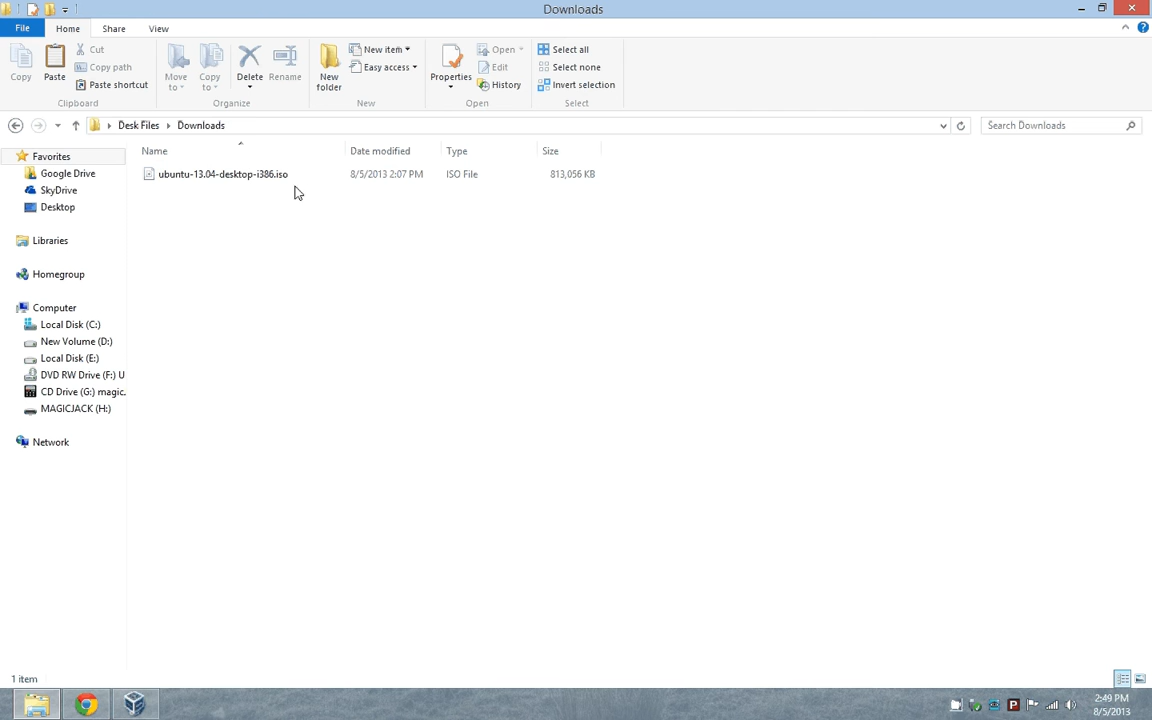 Downloads
File
Home
Share
View
Copy
Paste
Cut
Copy path
Paste shortcut
Clipboard
Move to
Copy to
Delete
Rename
Organize
New folder
New item
Easy access
New
Properties
Open
Edit
History
Open
Select all
Select none
Invert selection
Select
Desk Files
Downloads
Search Downloads
Name
Date modified
Type
Size
ubuntu-13.04-desktop-i386.iso
8/5/2013 2:07 PM
ISO File
813,056 KB
Favorites
Google Drive
SkyDrive
Desktop
Libraries
Homegroup
Computer
Local Disk (C:)
New Volume (D:)
Local Disk (E:)
DVD RW Drive (F:) U
CD Drive (G:) magic.
MAGICJACK (H:)
Network
1 item
P
2:49 PM
8/5/2013